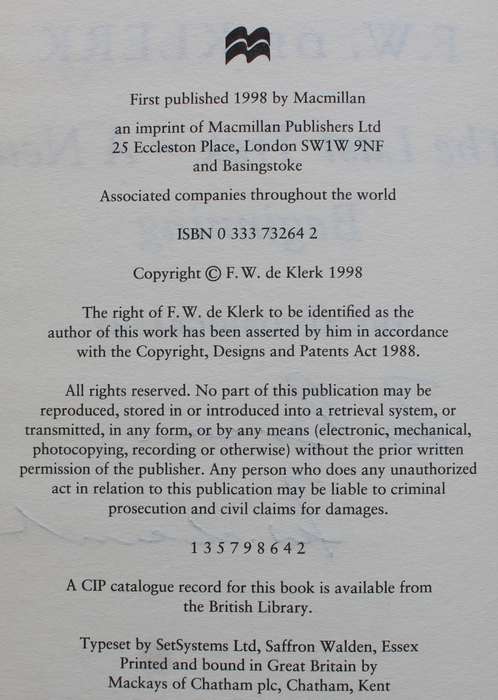 First published 1998 by Macmillan
an imprint of Macmillan Publishers Ltd
25 Eccleston Place, London SW1W 9NF
and Basingstoke
Associated companies throughout the world
ISBN 0 333 73264 2
Copyright © F. W. de Klerk 1998
The right of F. W. de Klerk to be identified as the
author of this work has been asserted by him in accordance
with the Copyright, Designs and Patents Act 1988.
All rights reserved. No part of this publication may be
reproduced, stored in or introduced into a retrieval system, or
transmitted, in any form, or by any means (electronic, mechanical,
photocopying, recording or otherwise) without the prior written
permission of the publisher. Any person who does any unauthorized
act in relation to this publication may be liable to criminal
prosecution and civil claims for damages.
1 3 5 7 9 8 6 4 2
A CIP catalogue record for this book is available from
the British Library.
Typeset by SetSystems Ltd, Saffron Walden, Essex
Printed and bound in Great Britain by
Mackays of Chatham plc, Chatham, Kent